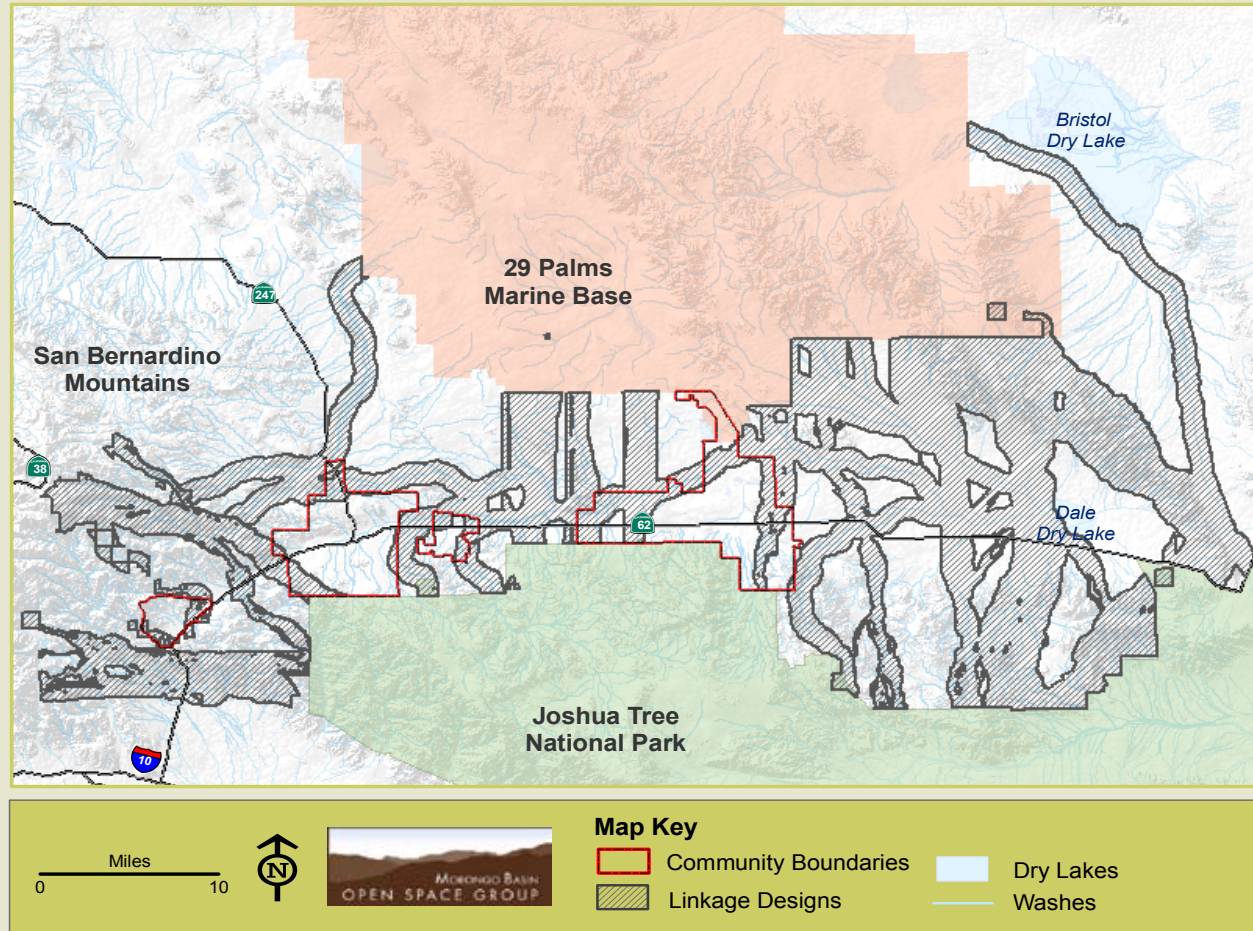 Bristol
Dry Lake
29 Palms
Marine Base
247
San Bernardino
Mountains
38
62
Dale
Dry Lake
Joshua Tree
National Park
10
Map Key
Miles
0 10
N
MORONGO BASIN
OPEN SPACE GROUP
Community Boundaries
Linkage Designs
Dry Lakes
Washes